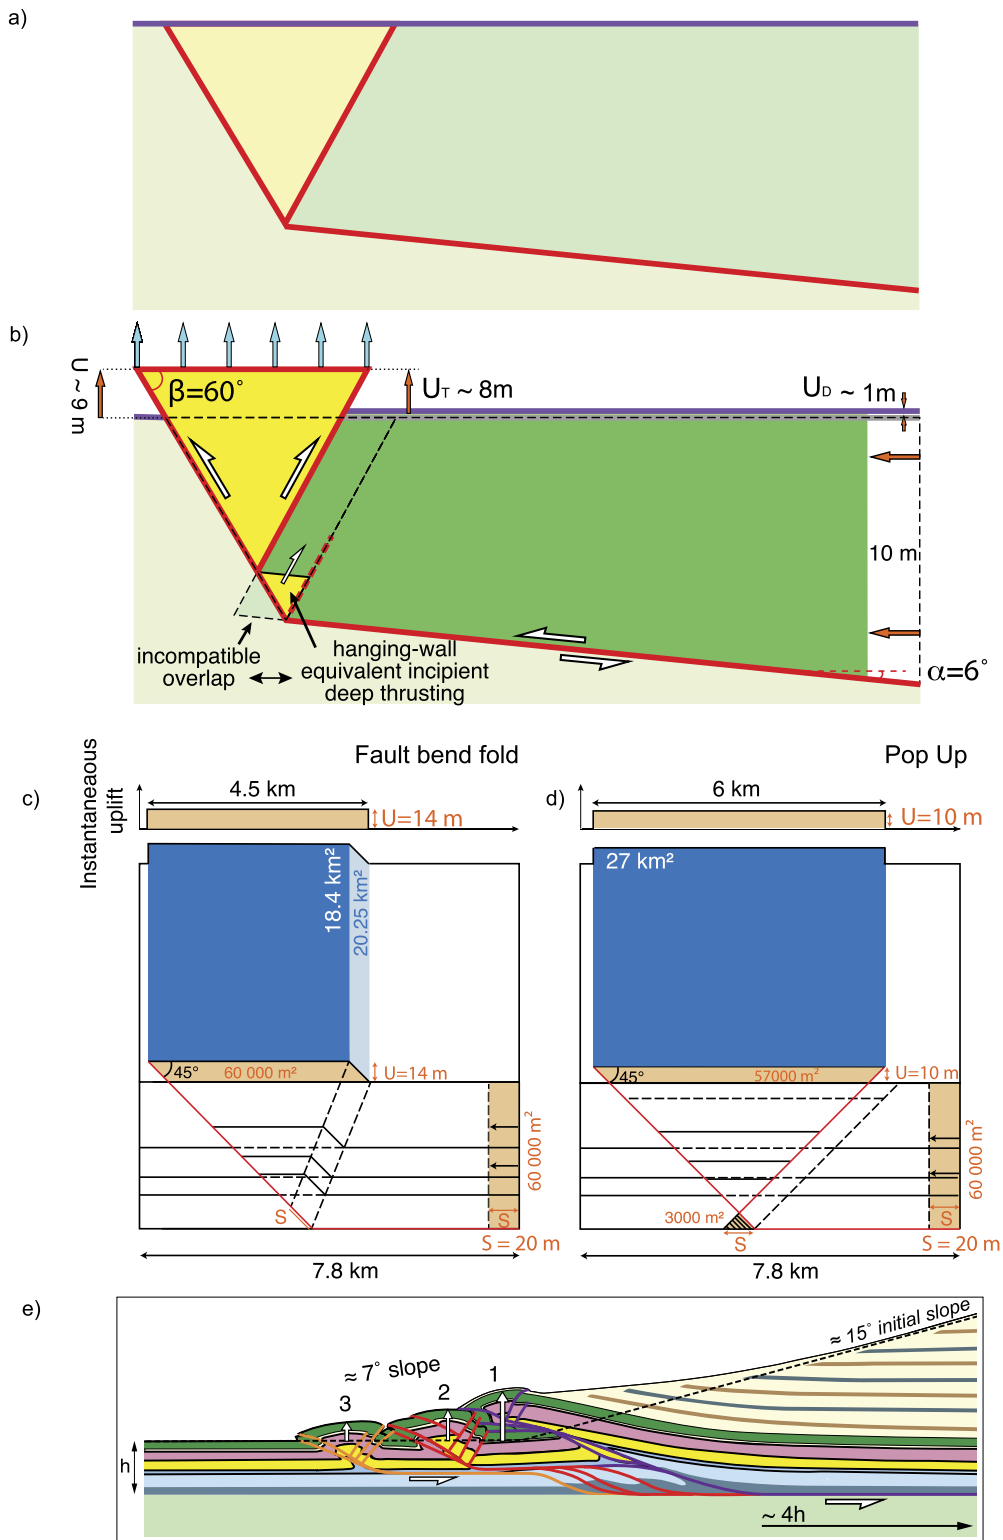 a)
b)
U ~ 9 m
β=60°
UT ~ 8m
UD ~ 1m
10 m
α=6°
incompatible
overlap
hanging-wall
equivalent incipient
deep thrusting
Instantaeaous
uplift
Fault bend fold
Pop Up
c)
4.5 km
U=14 m
d)
6 km
U=10 m
18.4 km²
20.25 km²
27 km²
45°
60 000 m²
U=14 m
45°
57000 m²
U=10 m
60 000 m²
60 000 m²
S
S
S = 20 m
3000 m²
S
S
S = 20 m
7.8 km
7.8 km
e)
≈ 15° initial slope
≈ 7° slope
1
2
3
h
~ 4h